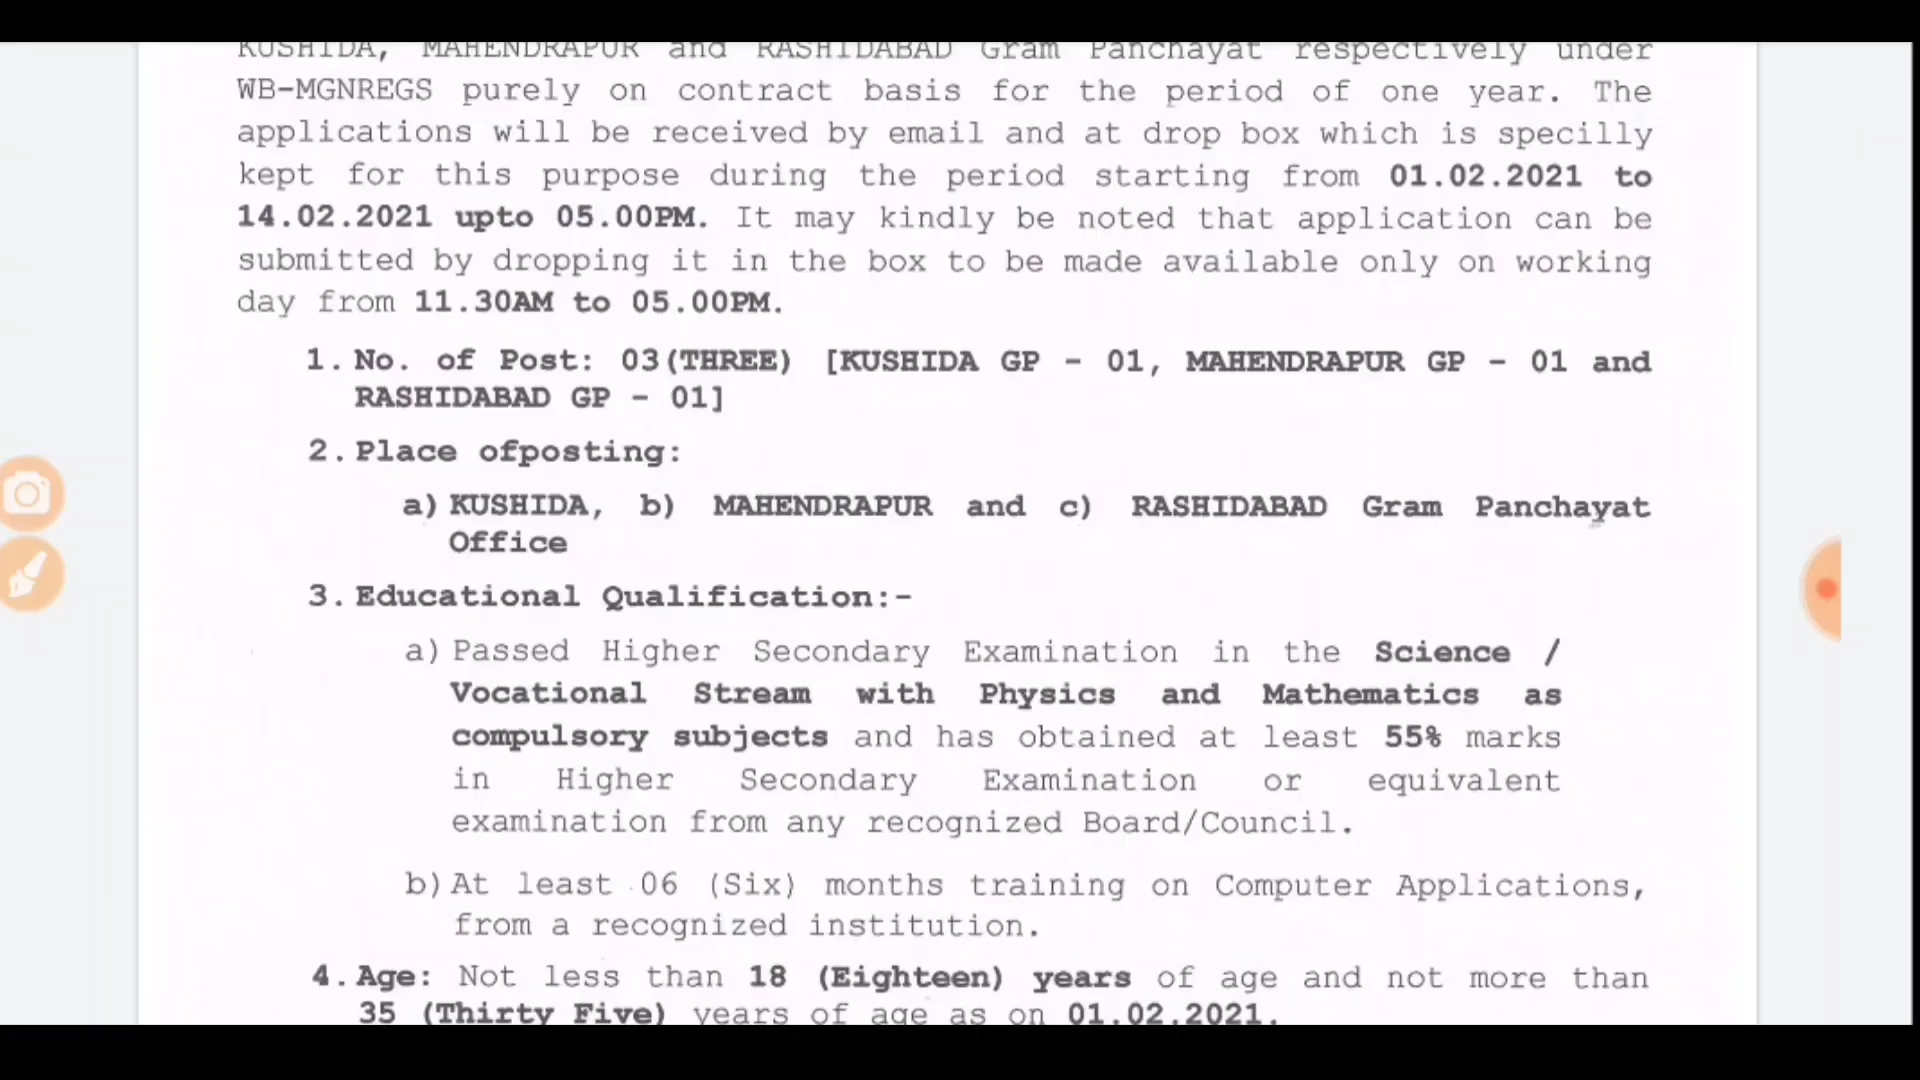 KUSHIDA, MAHENDRAPUR and RASHIDABAD Gram Panchayat respectively under
WB-MGNREGS purely on contract basis for the period of one year. The
applications will be received by email and at drop box which is specilly
kept for this purpose during the period starting from 01.02.2021 to
14.02.2021 upto 05.00PM. It may kindly be noted that application can be
submitted by dropping it in the box to be made available only on working
day from 11.30AM to 05.00PM.
1. No. of Post: 03(THREE) [KUSHIDA GP - 01, MAHENDRAPUR GP - 01 and
RASHIDABAD GP - 01]
2. Place ofposting:
a) KUSHIDA, b) MAHENDRAPUR and c) RASHIDABAD Gram Panchayat
Office
3. Educational Qualification:-
a) Passed Higher Secondary Examination in the Science /
Vocational Stream with Physics and Mathematics as
compulsory subjects and has obtained at least 55% marks
in Higher Secondary Examination or equivalent
examination from any recognized Board/Council.
b) At least 06 (Six) months training on Computer Applications,
from a recognized institution.
4. Age: Not less than 18 (Eighteen) years of age and not more than
35 (Thirty Five) years of age as on 01.02.2021.